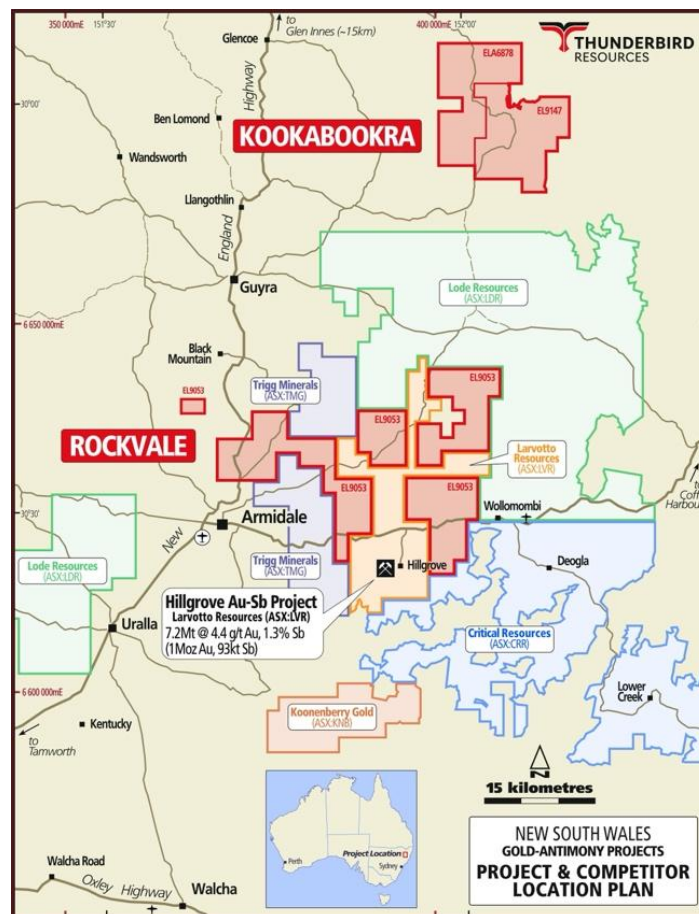 350 000mE
151°30'
to
Glen Innes (~15km)
400 000mE
152°00'
THUNDERBIRD
RESOURCES
Glencoe
ELA6878
EL9147
Highway
30°00'
Ben Lomond
KOOKABOOKRA
Wandsworth
Llangothlin
England
Guyra
Lode Resources
(ASX:LDR)
6 650 000mE
Black
Mountain
Trigg Minerals
(ASX:TMG)
EL9053
EL9053
EL9053
ROCKVALE
Larvotto
Resources
(ASX:LVR)
EL9053
EL9053
to
Coffs
Harbour
Wollomombi
30°30'
Armidale
New
Trigg Minerals
(ASX:TMG)
Hillgrove
Deogla
Lode Resources
(ASX:LDR)
Hillgrove Au-Sb Project
Larvotto Resources (ASX:LVR)
7.2Mt @ 4.4 g/t Au, 1.3% Sb
(1Moz Au, 93kt Sb)
Critical Resources
(ASX:CRR)
Uralla
6 600 000mE
Lower
Creek
Koonenberry Gold
(ASX:KNB)
Kentucky
to
Tamworth
N
15 kilometres
Project Location
Perth
Sydney
NEW SOUTH WALES
GOLD-ANTIMONY PROJECTS
PROJECT & COMPETITOR
LOCATION PLAN
Walcha Road
Oxley Highway
Walcha